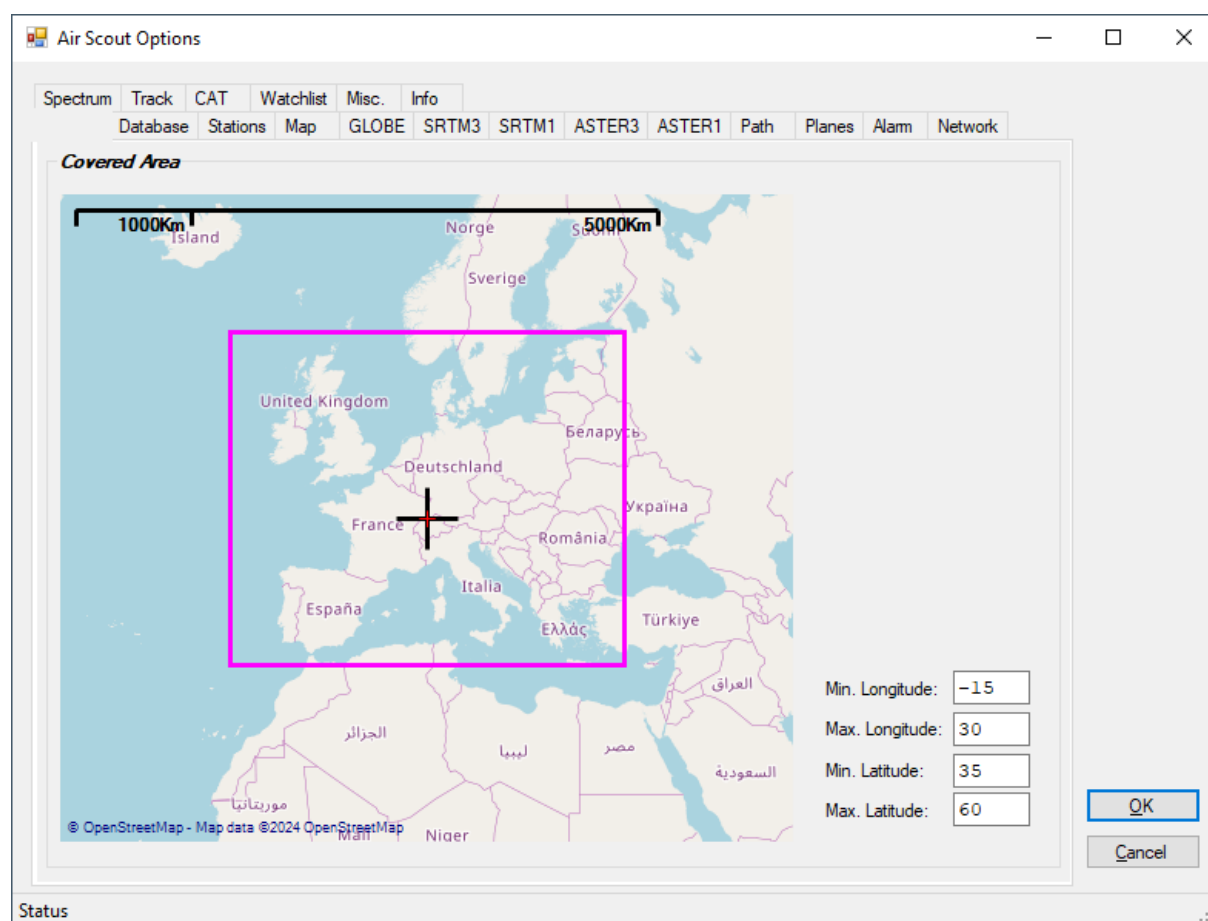 Air Scout Options
Spectrum Track CAT Watchlist Misc. Info
Database Stations Map GLOBE SRTM3 SRTM1 ASTER3 ASTER1 Path Planes Alarm Network
Covered Area
1000Km 5000Km
Ísland
Norge
Suomi
Sverige
United Kingdom
Беларусь
Deutschland
Україна
France
România
Italia
España
Ελλάς
Türkiye
العراق
الجزائر
ليبيا
مصر
السعودية
موريتانيا
Mali
Niger
© OpenStreetMap - Map data ©2024 OpenStreetMap
Min. Longitude: -15
Max. Longitude: 30
Min. Latitude: 35
Max. Latitude: 60
OK
Cancel
Status